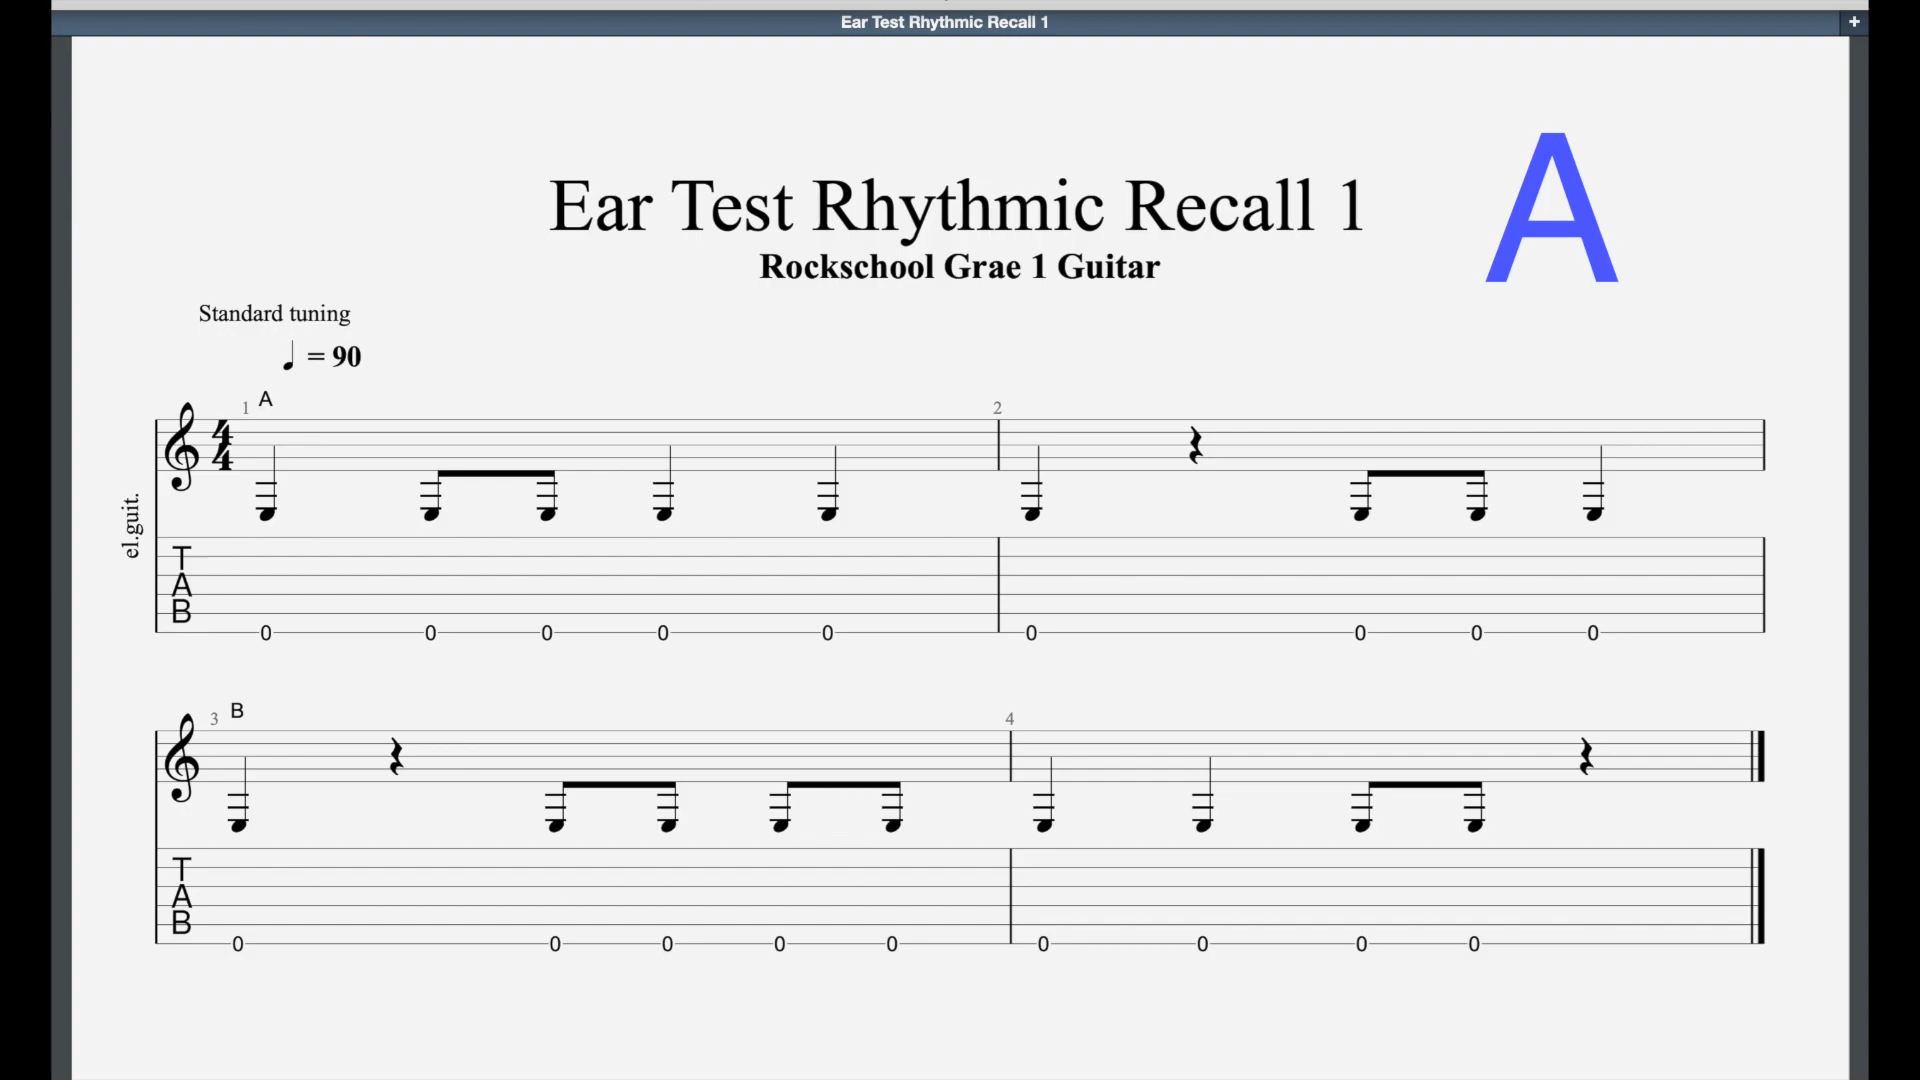 Ear Test Rhythmic Recall 1 +
A
Ear Test Rhythmic Recall 1
Rockschool Grae 1 Guitar
Standard tuning
= 90
1 A 2
4
4
el.guit.
T
A
B
0 0 0 0 0 0 0 0 0
3 B 4
T
A
B
0 0 0 0 0 0 0 0 0